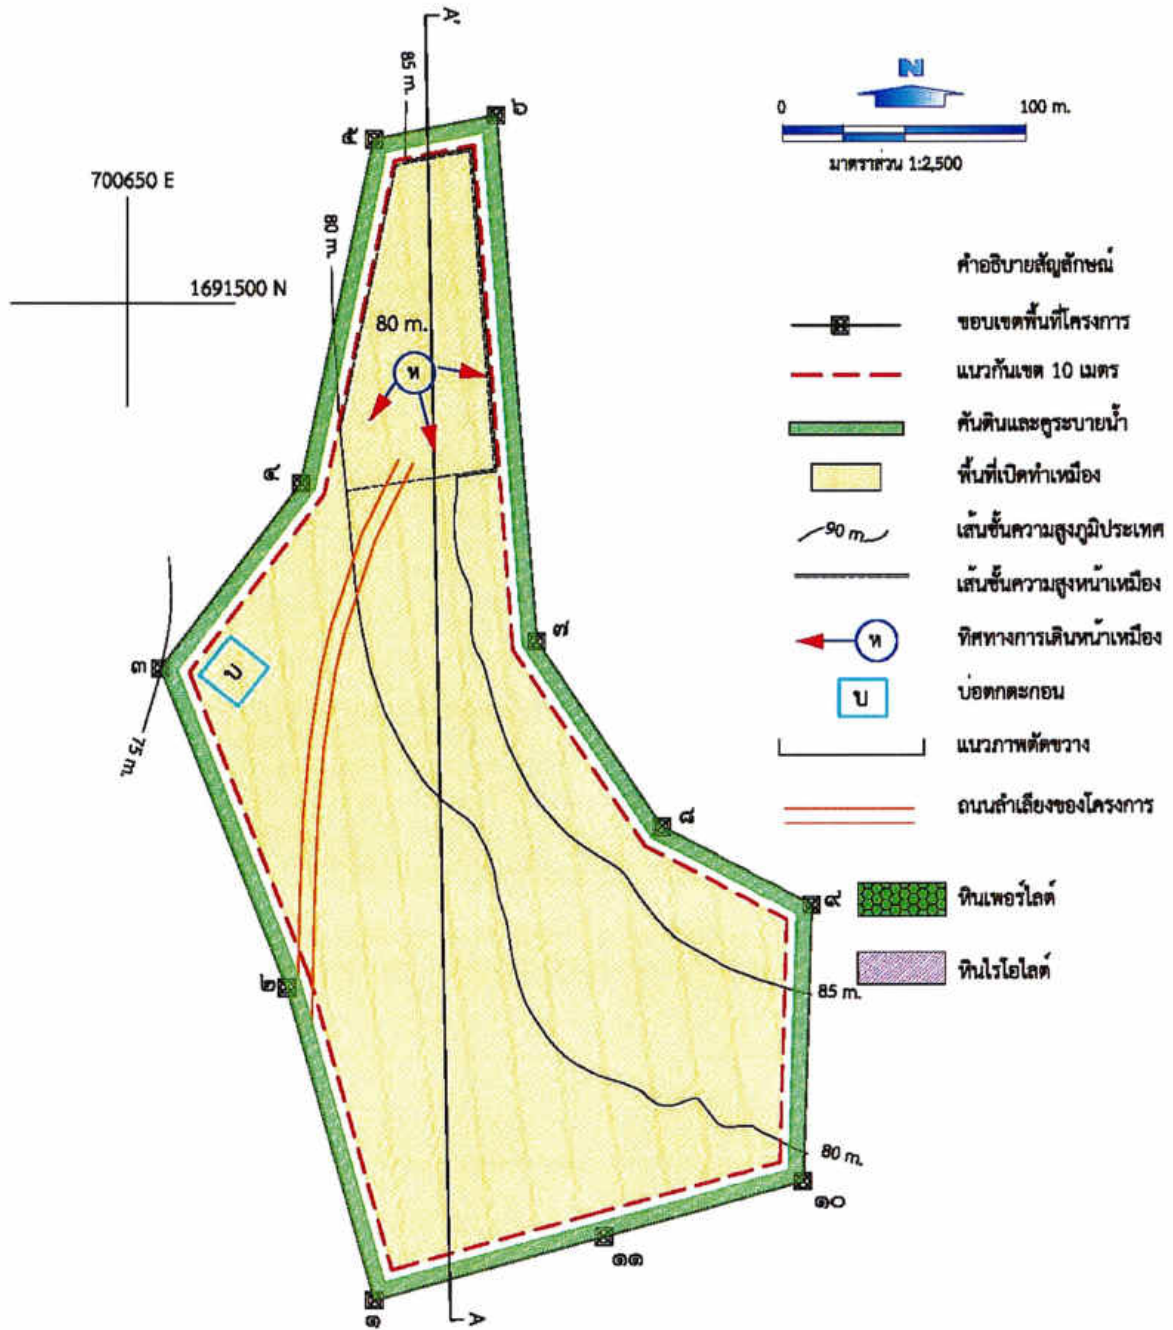 A'
85 m.
N
๖
0 100 m.
๕
มาตราส่วน 1:2,500
700650 E
80 m.
1691500 N
80 m.
ห
คำอธิบายสัญลักษณ์
ขอบเขตพื้นที่โครงการ
แนวกันเขต 10 เมตร
คันดินและคูระบายน้ำ
พื้นที่เปิดทำเหมือง
90 m.
เส้นชั้นความสูงภูมิประเทศ
เส้นชั้นความสูงหน้าเหมือง
ห
ทิศทางการเดินหน้าเหมือง
บ
บ่อตกตะกอน
แนวภาพตัดขวาง
ถนนลำเลียงของโครงการ
หินเพอร์ไลต์
หินไรโอไลต์
๔
๗
๓
บ
75 m.
๘
๙
๒
85 m.
80 m.
๑๐
๑๑
๑
A